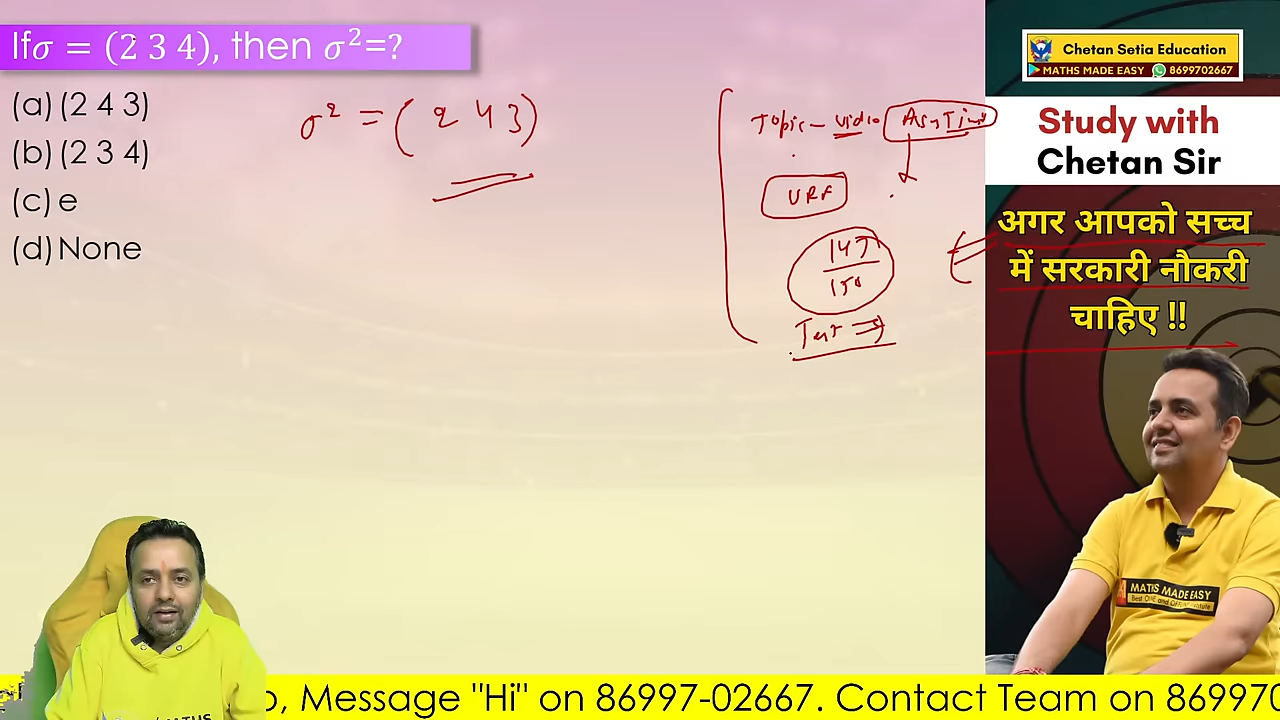 Ifσ = (2 3 4), then σ²=?
(a) (2 4 3)
(b) (2 3 4)
(c) e
(d) None
σ² = ( 2 4 3)
Topic - video
Test ⇒
Chetan Setia Education
MATHS MADE EASY 8699702667
Study with
Chetan Sir
अगर आपको सच्च
में सरकारी नौकरी
चाहिए !!
MATHS MADE EASY
o, Message "Hi" on 86997-02667. Contact Team on 869970